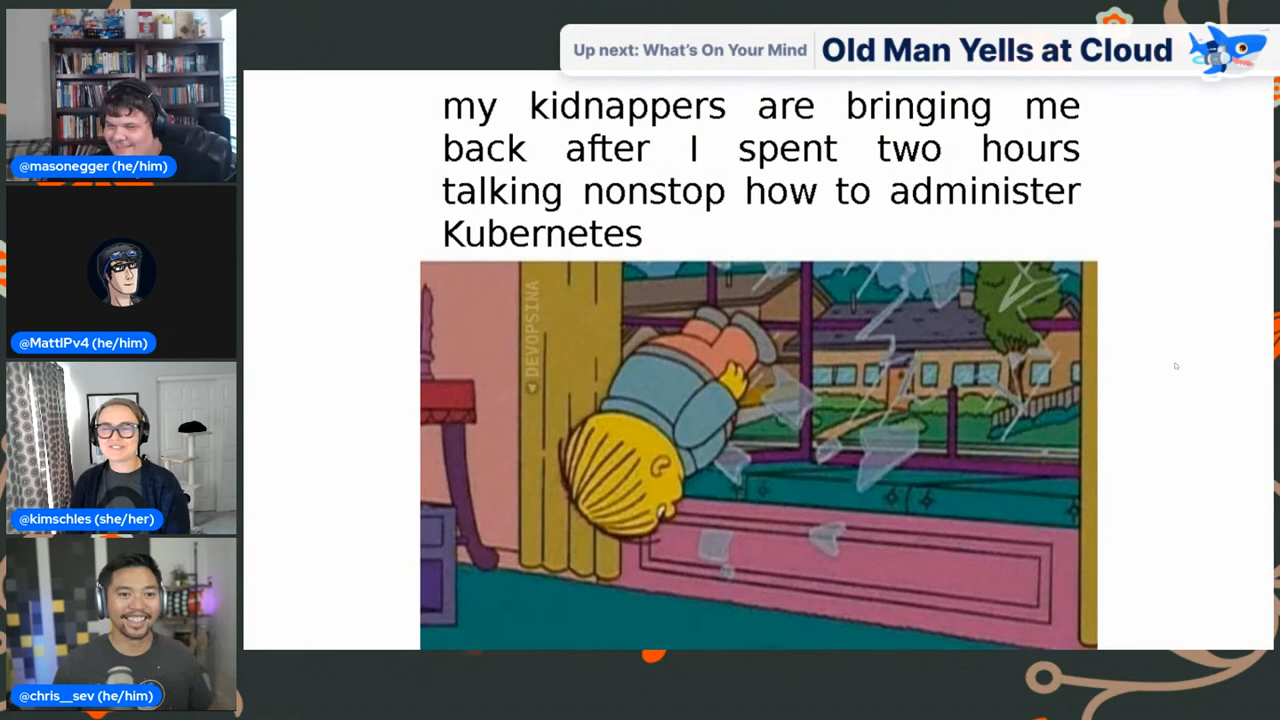 Up next: What's On Your Mind
Old Man Yells at Cloud
my kidnappers are bringing me
back after I spent two hours
talking nonstop how to administer
Kubernetes
DEVOPSINA
@masonegger (he/him)
@MattIPv4 (he/him)
@kimschles (she/her)
@chris__sev (he/him)